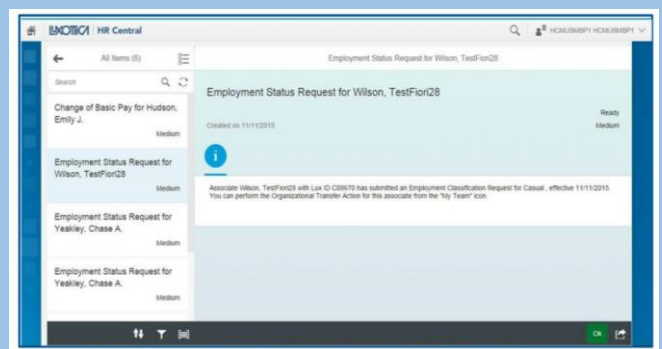 LUXOTTICA HR Central
HCMUSMBP1 HCMUSMBP1
All Items (6)
Employment Status Request for Wilson, TestFiori28
Search
Change of Basic Pay for Hudson,
Emily J.
Medium
Employment Status Request for
Wilson, TestFiori28
Medium
Employment Status Request for
Yeakley, Chase A.
Medium
Employment Status Request for
Yeakley, Chase A.
Medium
Employment Status Request for Wilson, TestFiori28
Ready
Created on 11/11/2015
Medium
i
Associate Wilson, TestFiori28 with Lux ID C08670 has submitted an Employment Classification Request for Casual , effective 11/11/2015.
You can perform the Organizational Transfer Action for this associate from the "My Team" icon.
Ok